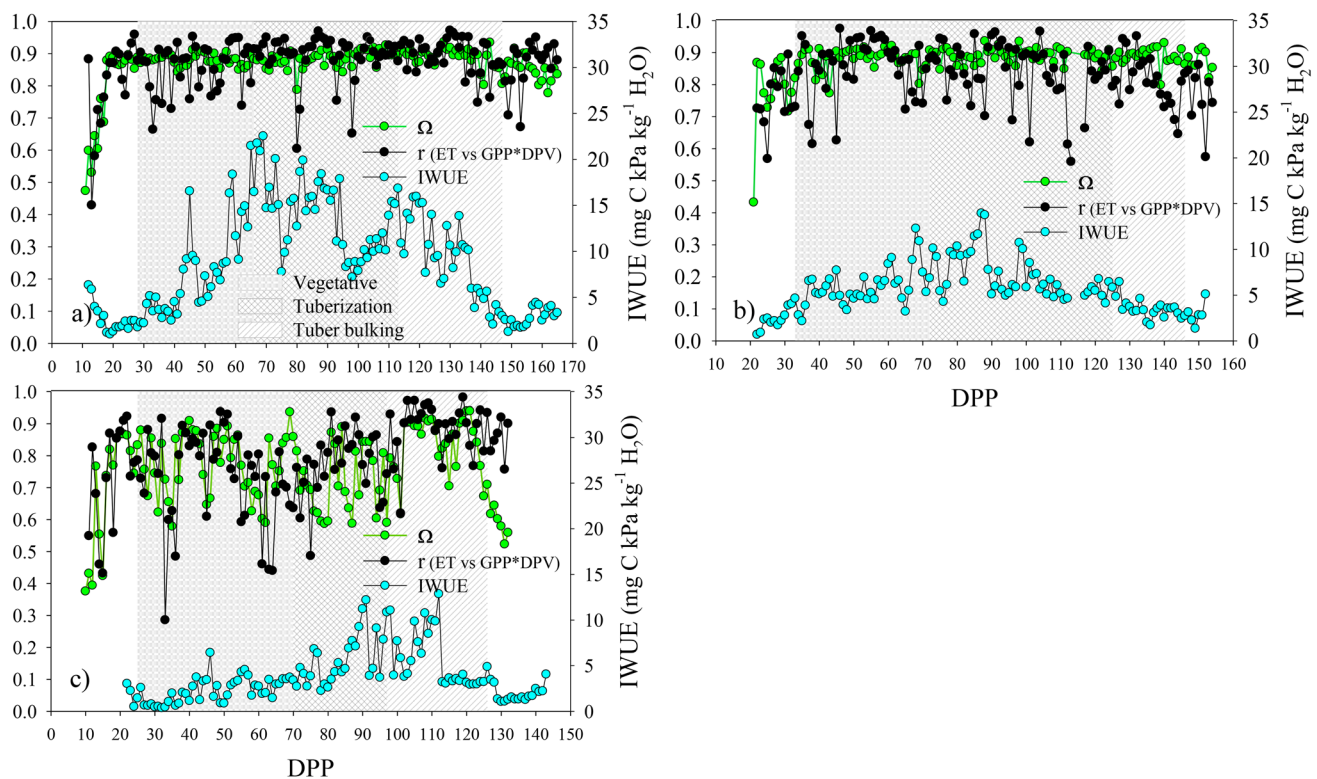 1.0
0.9
0.8
0.7
0.6
0.5
0.4
0.3
0.2
0.1
0.0
0 10 20 30 40 50 60 70 80 90 100 110 120 130 140 150 160 170
35
30
25
20
15
10
5
0
IWUE (mg C kPa kg⁻¹ H₂O)
Ω
r (ET vs GPP*DPV)
IWUE
Vegetative
Tuberization
Tuber bulking
a)
1.0
0.9
0.8
0.7
0.6
0.5
0.4
0.3
0.2
0.1
0.0
10 20 30 40 50 60 70 80 90 100 110 120 130 140 150 160
35
30
25
20
15
10
5
0
IWUE (mg C kPa kg⁻¹ H₂O)
Ω
r (ET vs GPP*DPV)
IWUE
b)
DPP
1.0
0.9
0.8
0.7
0.6
0.5
0.4
0.3
0.2
0.1
0.0
0 10 20 30 40 50 60 70 80 90 100 110 120 130 140 150
35
30
25
20
15
10
5
0
IWUE (mg C kPa kg⁻¹ H₂O)
Ω
r (ET vs GPP*DPV)
IWUE
c)
DPP